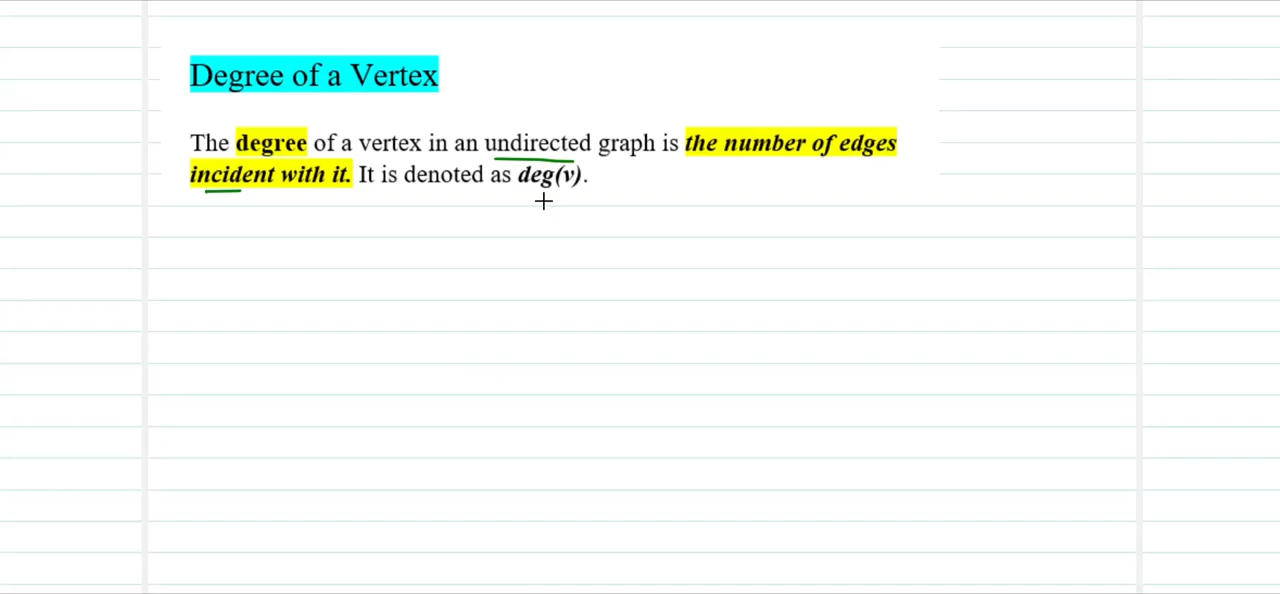 Degree of a Vertex
The degree of a vertex in an undirected graph is the number of edges
incident with it. It is denoted as deg(v).